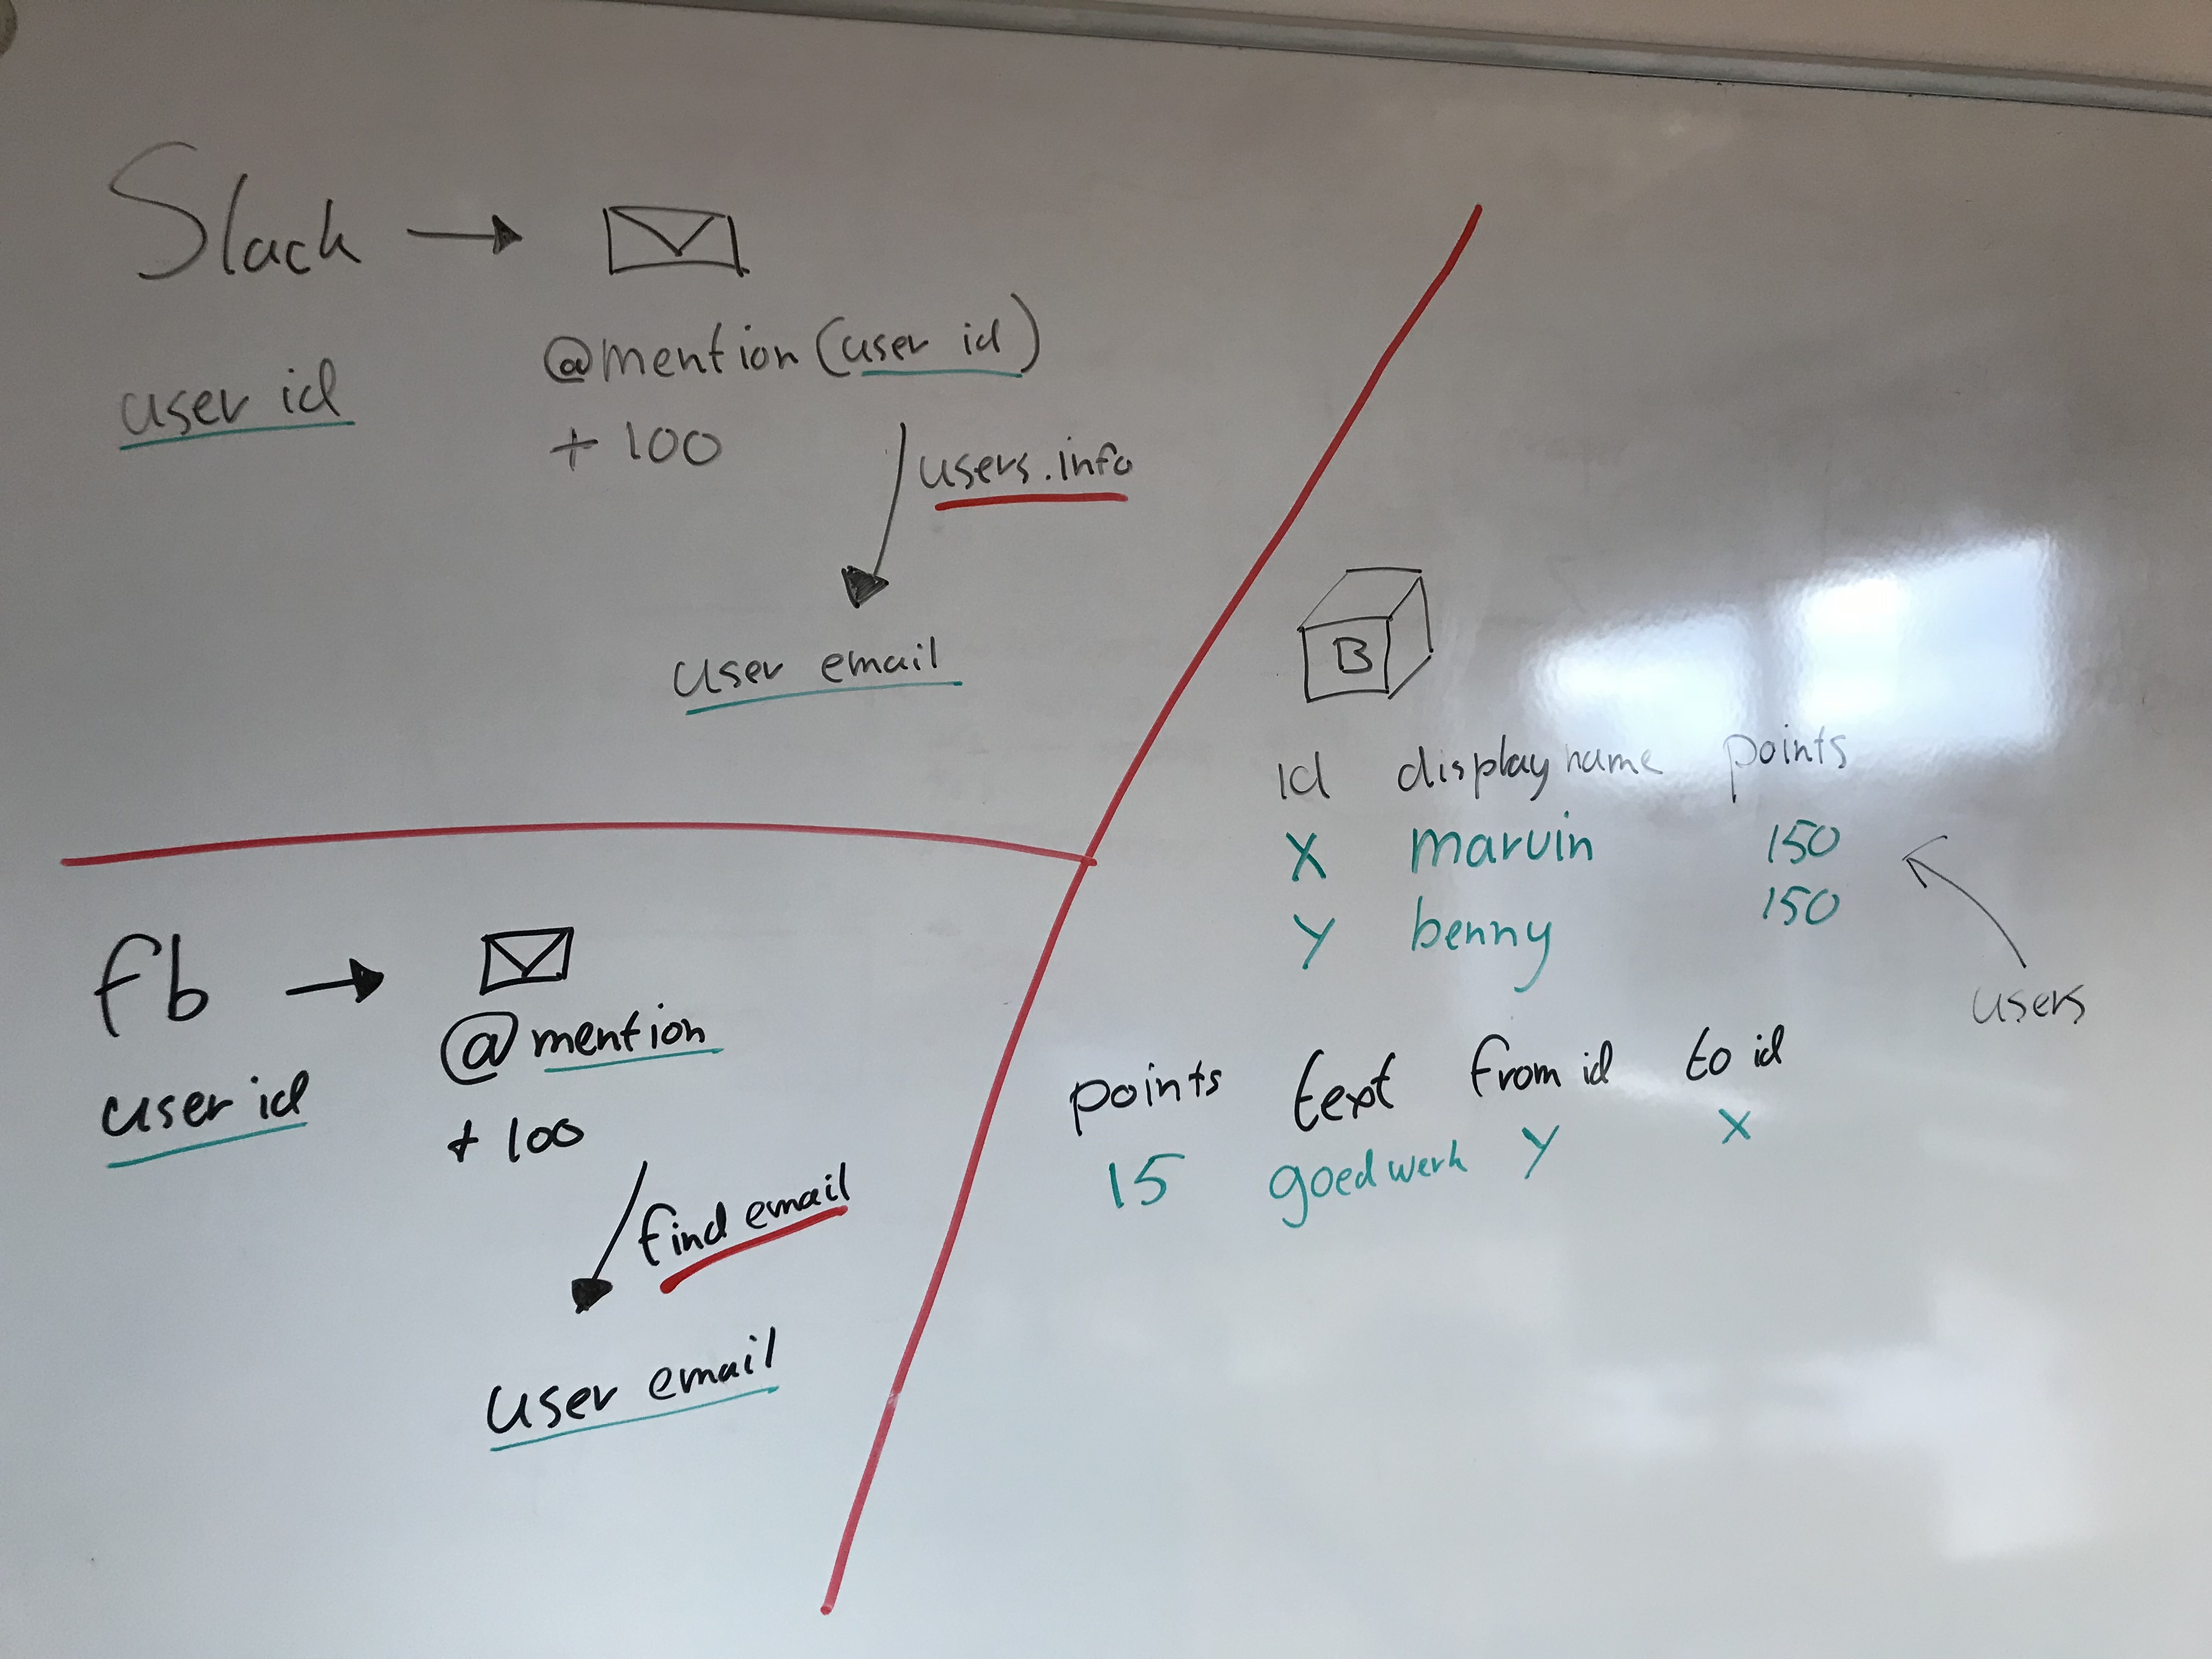 Slack
@mention (user id)
user id
+ 100
users.info
user email
fb
@mention
user id
+ 100
find email
user email
B
id display name points
X marvin 150
Y benny 150
users
points text from id to id
15 goed werk Y X